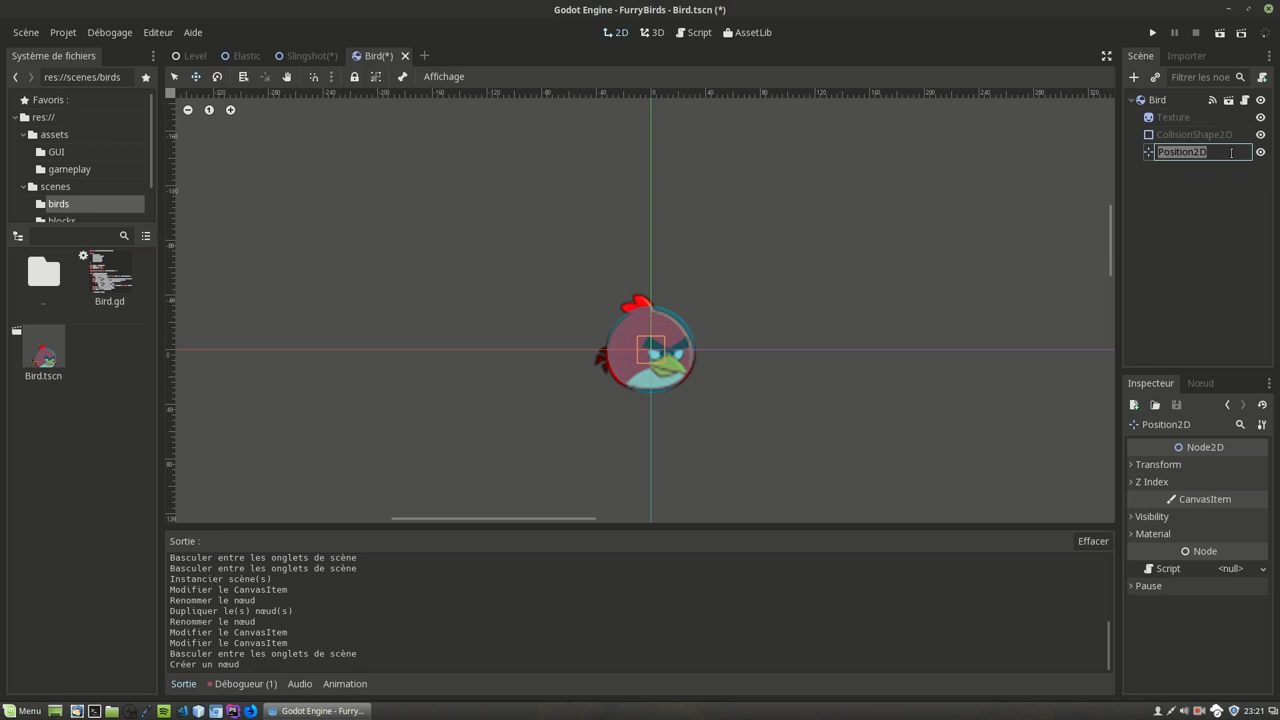 Godot Engine - FurryBirds - Bird.tscn (*)
Scène Projet Débogage Editeur Aide
2D 3D Script AssetLib
Système de fichiers
Level Elastic Slingshot(*) Bird(*)
Scène Importer
res://scenes/birds
Affichage
Filtrer les noe
Favoris :
res://
assets
GUI
gameplay
scenes
birds
blocks
Bird
Texture
CollisionShape2D
Position2D
..
Bird.gd
Bird.tscn
Inspecteur Nœud
Position2D
Node2D
Transform
Z Index
CanvasItem
Visibility
Material
Node
Script <null>
Pause
Sortie :
Effacer
Basculer entre les onglets de scène
Basculer entre les onglets de scène
Instancier scène(s)
Modifier le CanvasItem
Renommer le nœud
Dupliquer le(s) nœud(s)
Renommer le nœud
Modifier le CanvasItem
Modifier le CanvasItem
Basculer entre les onglets de scène
Créer un nœud
Sortie Débogueur (1) Audio Animation
Menu
Godot Engine - Furry...
23:21